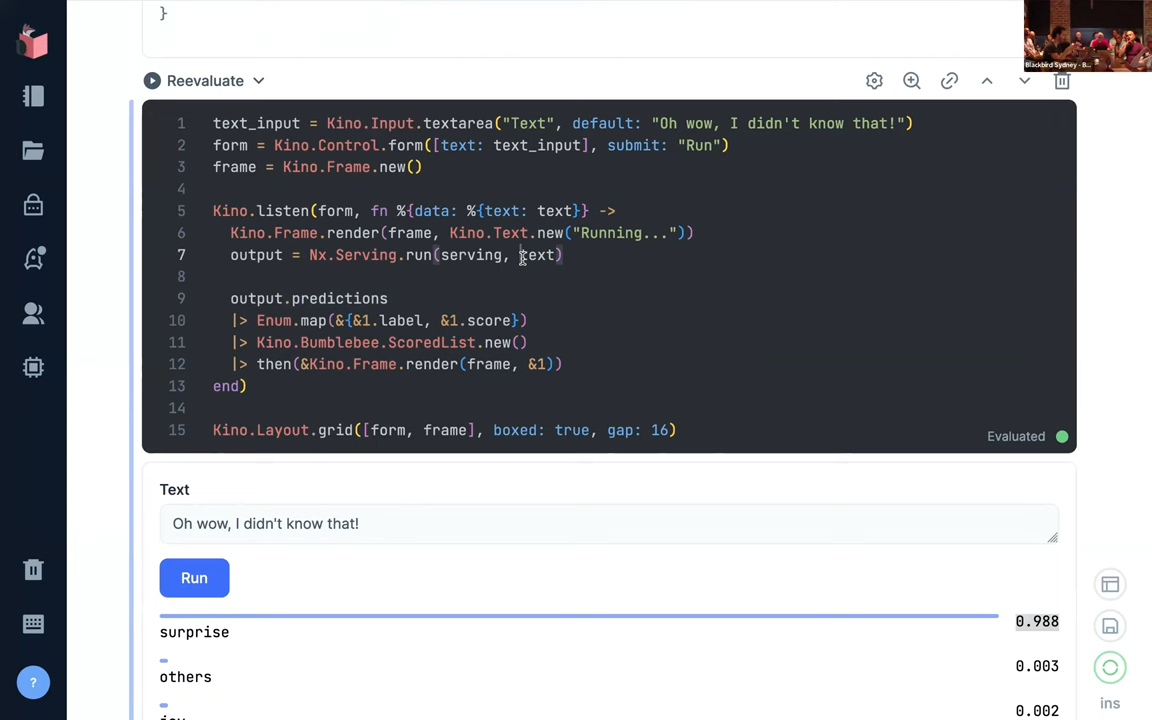 }
Blackbird Sydney - B...
Reevaluate
1 text_input = Kino.Input.textarea("Text", default: "Oh wow, I didn't know that!")
2 form = Kino.Control.form([text: text_input], submit: "Run")
3 frame = Kino.Frame.new()
4
5 Kino.listen(form, fn %{data: %{text: text}} ->
6 Kino.Frame.render(frame, Kino.Text.new("Running..."))
7 output = Nx.Serving.run(serving, text)
8
9 output.predictions
10 |> Enum.map(&{&1.label, &1.score})
11 |> Kino.Bumblebee.ScoredList.new()
12 |> then(&Kino.Frame.render(frame, &1))
13 end)
14
15 Kino.Layout.grid([form, frame], boxed: true, gap: 16)
Evaluated
Text
Oh wow, I didn't know that!
Run
surprise 0.988
others 0.003
joy 0.002
?
ins